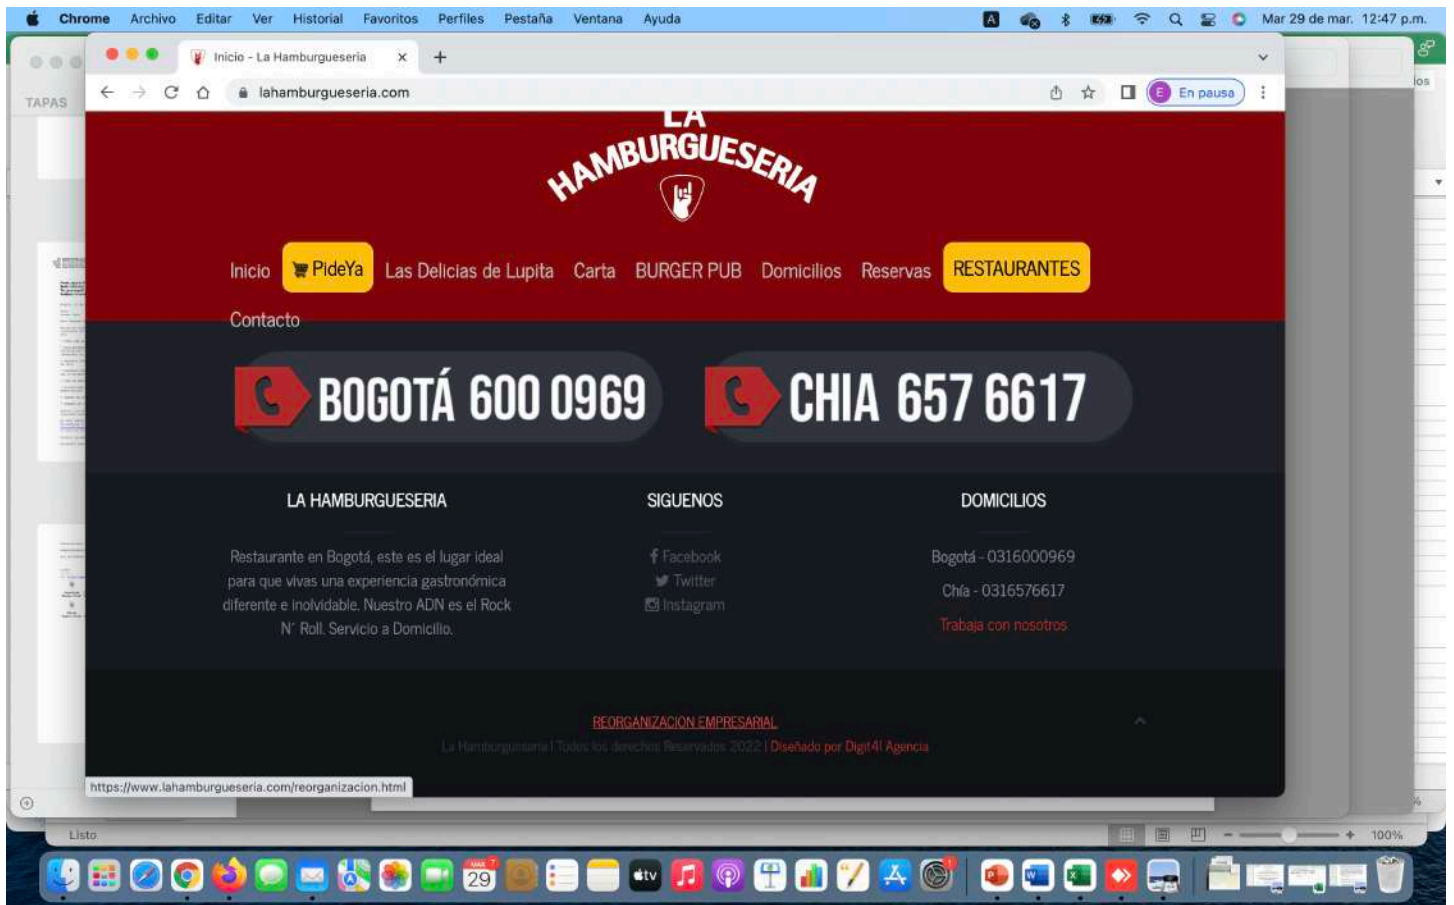 Chrome Archivo Editar Ver Historial Favoritos Perfiles Pestaña Ventana Ayuda
A
Mar 29 de mar. 12:47 p.m.
Inicio - La Hamburgueseria
TAPAS
lahamburgueseria.com
E En pausa
LA
HAMBURGUESERIA
Inicio PideYa Las Delicias de Lupita Carta BURGER PUB Domicilios Reservas RESTAURANTES
Contacto
BOGOTÁ 600 0969
CHIA 657 6617
LA HAMBURGUESERIA
Restaurante en Bogotá, este es el lugar ideal
para que vivas una experiencia gastronómica
diferente e inolvidable. Nuestro ADN es el Rock
N´ Roll. Servicio a Domicilio.
SIGUENOS
Facebook
Twitter
Instagram
DOMICILIOS
Bogotá - 0316000969
Chía - 0316576617
Trabaja con nosotros
REORGANIZACION EMPRESARIAL
La Hamburgueseria | Todos los derechos Reservados 2022 | Diseñado por Digit4l Agencia
https://www.lahamburgueseria.com/reorganizacion.html
Listo
100%
MAR
29
tv